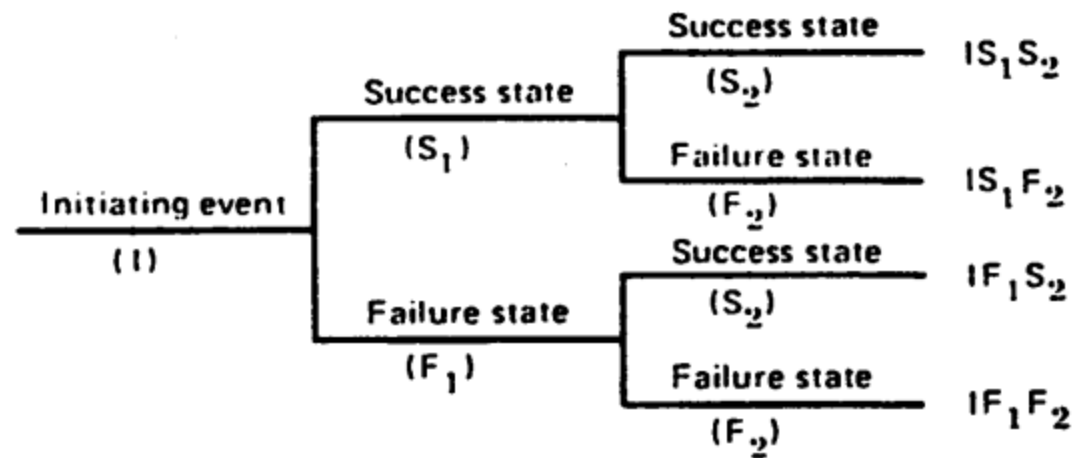 Success state
(S₂)
IS₁S₂
Success state
(S₁)
Failure state
(F₂)
IS₁F₂
Initiating event
(I)
Success state
(S₂)
IF₁S₂
Failure state
(F₁)
Failure state
(F₂)
IF₁F₂